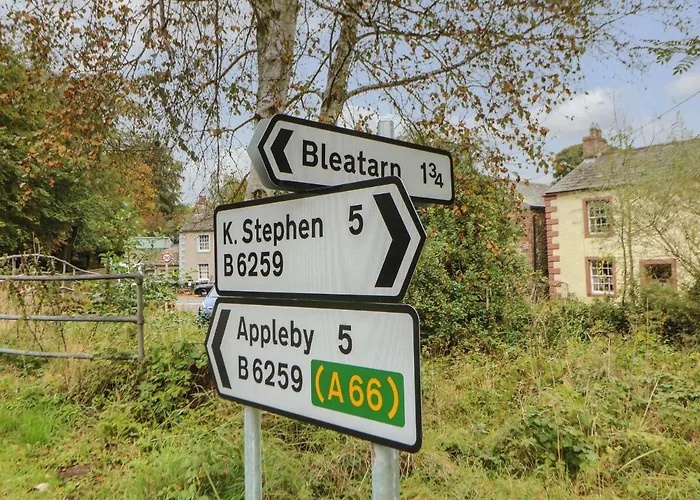 Bleatarn 1¾
K. Stephen 5
B6259
Appleby 5
B6259 (A66)